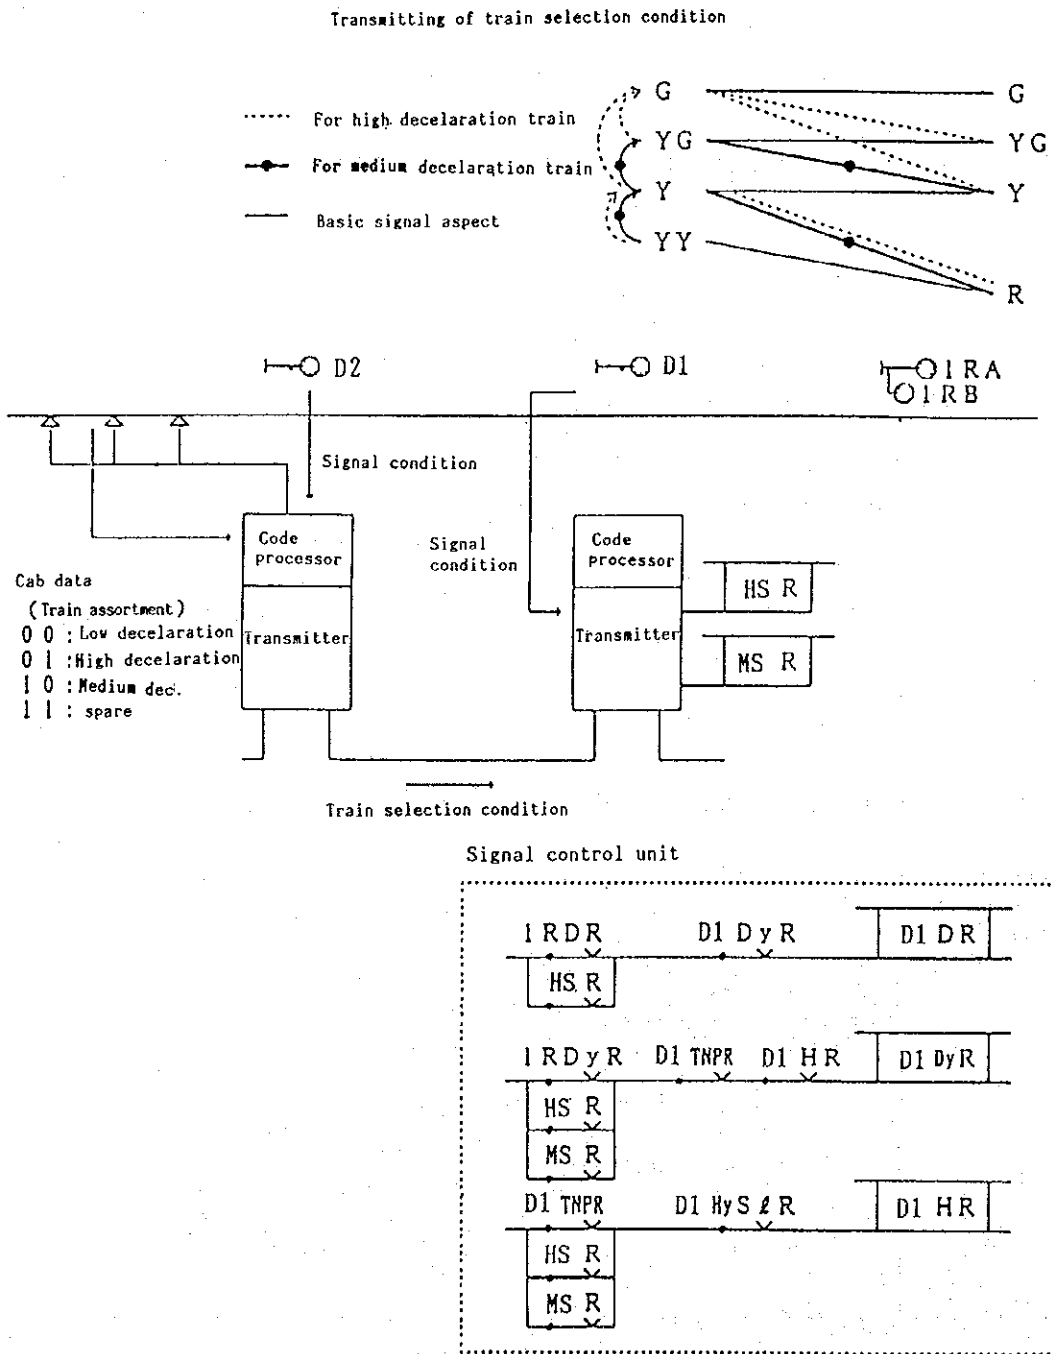 Transmitting of train selection condition
G G
For high decelaration train
YG YG
For medium decelaration train
Y Y
Basic signal aspect
YY
R
D2 D1 1RA
1RB
Signal condition
Code
processor
Signal
condition
Code
processor
Cab data
(Train assortment)
0 0 : Low decelaration
0 1 : High decelaration
1 0 : Medium dec.
1 1 : spare
Transmitter
Transmitter
HS R
MS R
Train selection condition
Signal control unit
1RDR D1 DyR D1 DR
HS R
1RDyR D1 TNPR D1 HR D1 DyR
HS R
MS R
D1 TNPR D1 HySℓR D1 HR
HS R
MS R